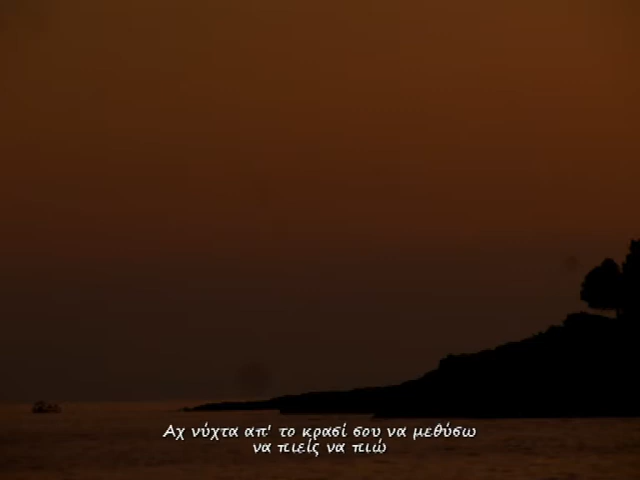 Αχ νύχτα απ' το κρασί σου να μεθύσω
να πιείς να πιώ